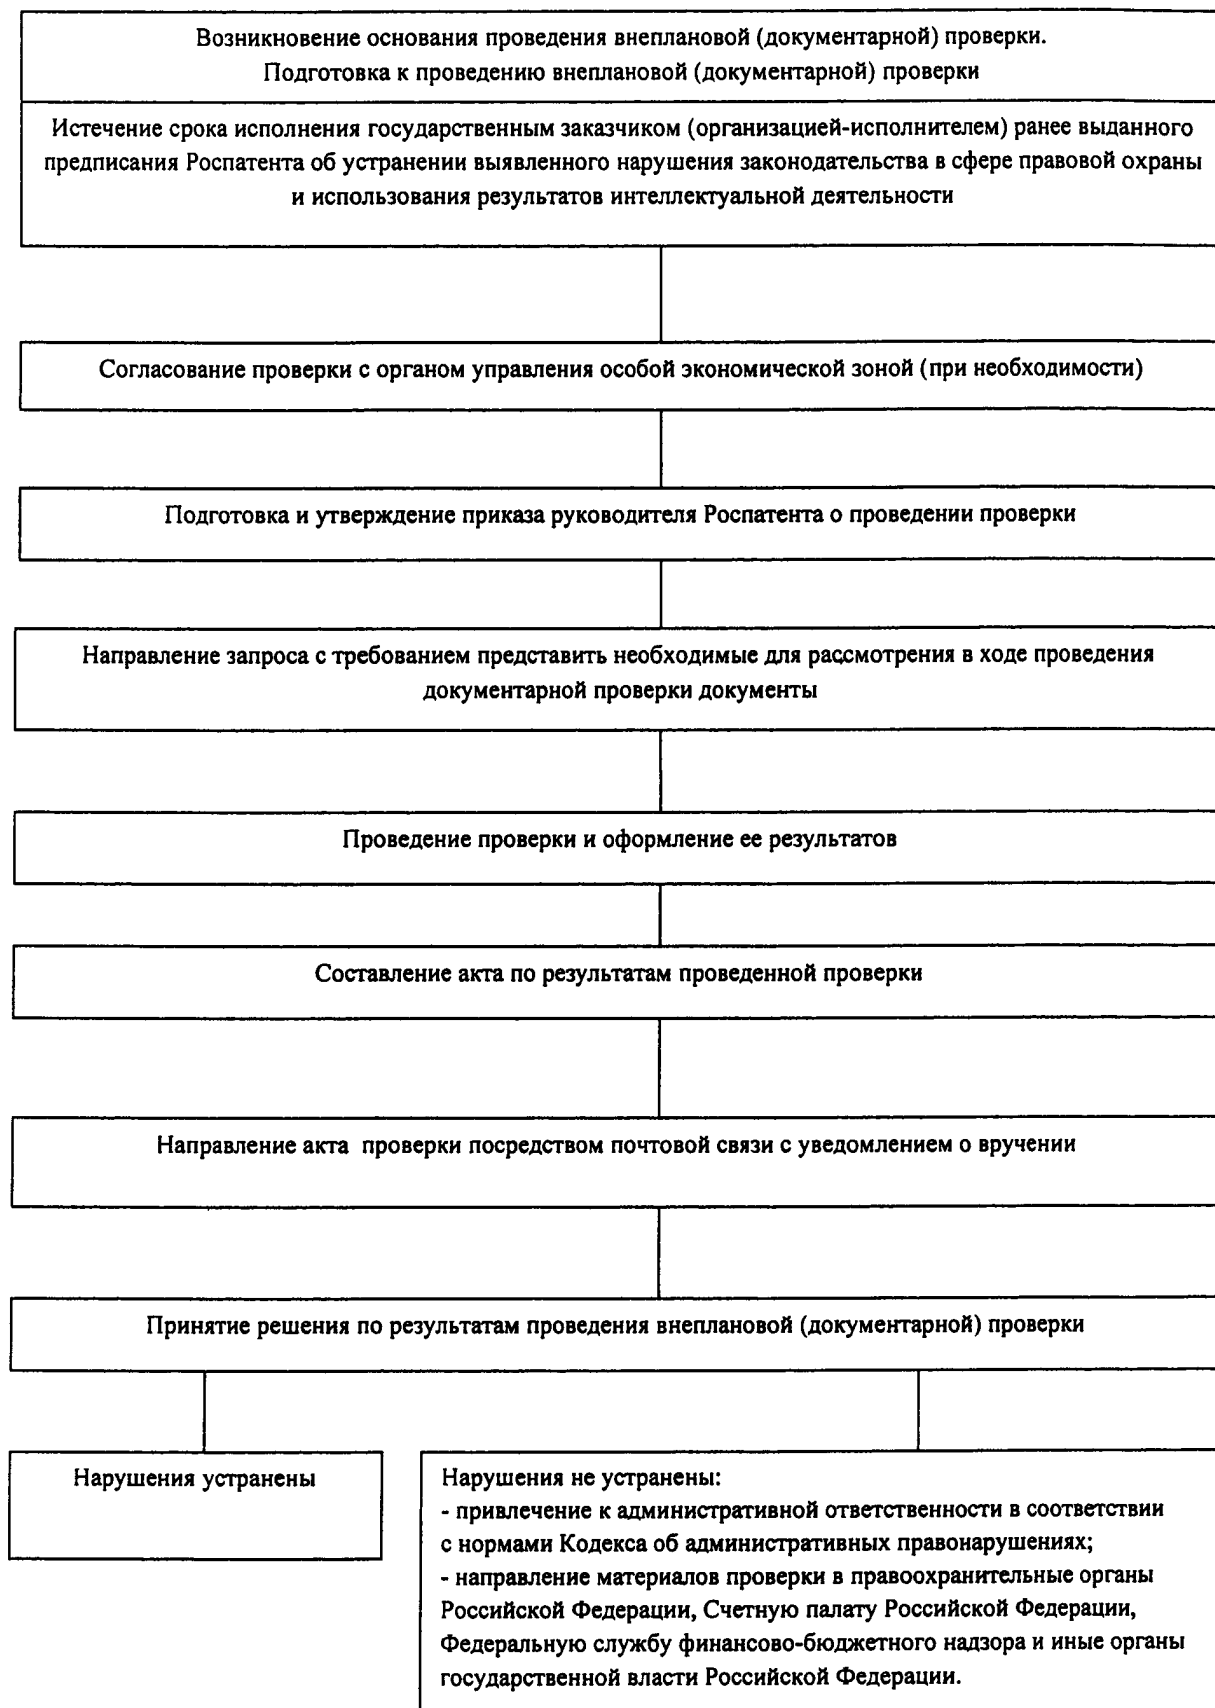 Возникновение основания проведения внеплановой (документарной) проверки.
Подготовка к проведению внеплановой (документарной) проверки
Истечение срока исполнения государственным заказчиком (организацией-исполнителем) ранее выданного
предписания Роспатента об устранении выявленного нарушения законодательства в сфере правовой охраны
и использования результатов интеллектуальной деятельности
Согласование проверки с органом управления особой экономической зоной (при необходимости)
Подготовка и утверждение приказа руководителя Роспатента о проведении проверки
Направление запроса с требованием представить необходимые для рассмотрения в ходе проведения
документарной проверки документы
Проведение проверки и оформление ее результатов
Составление акта по результатам проведенной проверки
Направление акта проверки посредством почтовой связи с уведомлением о вручении
Принятие решения по результатам проведения внеплановой (документарной) проверки
Нарушения устранены
Нарушения не устранены:
- привлечение к административной ответственности в соответствии
с нормами Кодекса об административных правонарушениях;
- направление материалов проверки в правоохранительные органы
Российской Федерации, Счетную палату Российской Федерации,
Федеральную службу финансово-бюджетного надзора и иные органы
государственной власти Российской Федерации.